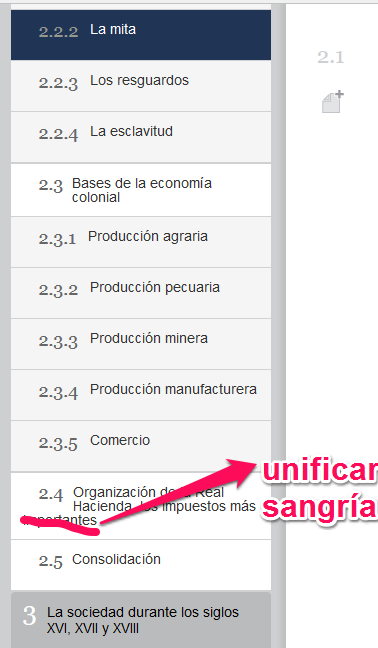 2.2.2 La mita
2.1
2.2.3 Los resguardos
2.2.4 La esclavitud
2.3 Bases de la economía
colonial
2.3.1 Producción agraria
2.3.2 Producción pecuaria
2.3.3 Producción minera
2.3.4 Producción manufacturera
2.3.5 Comercio
2.4 Organización de la Real
Hacienda, los impuestos más
importantes
unificar
sangría
2.5 Consolidación
3 La sociedad durante los siglos
XVI, XVII y XVIII